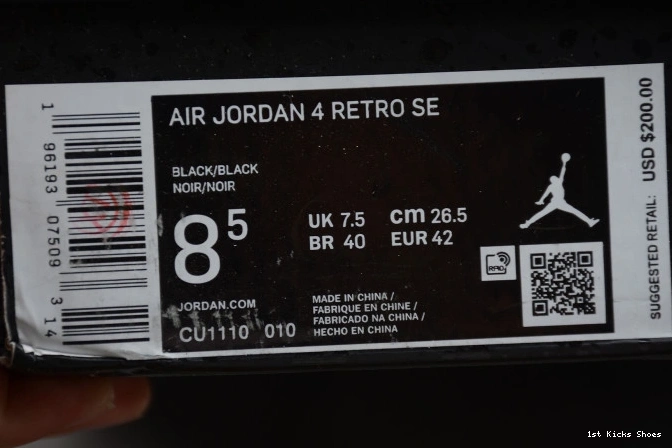 AIR JORDAN 4 RETRO SE
BLACK/BLACK
NOIR/NOIR
8 5
UK 7.5 cm 26.5
BR 40 EUR 42
JORDAN.COM
CU1110 010
MADE IN CHINA /
FABRIQUE EN CHINE /
FABRICADO NA CHINA /
HECHO EN CHINA
RFID
SUGGESTED RETAIL: USD $200.00
1 96193 07509 3 14
1st Kicks Shoes